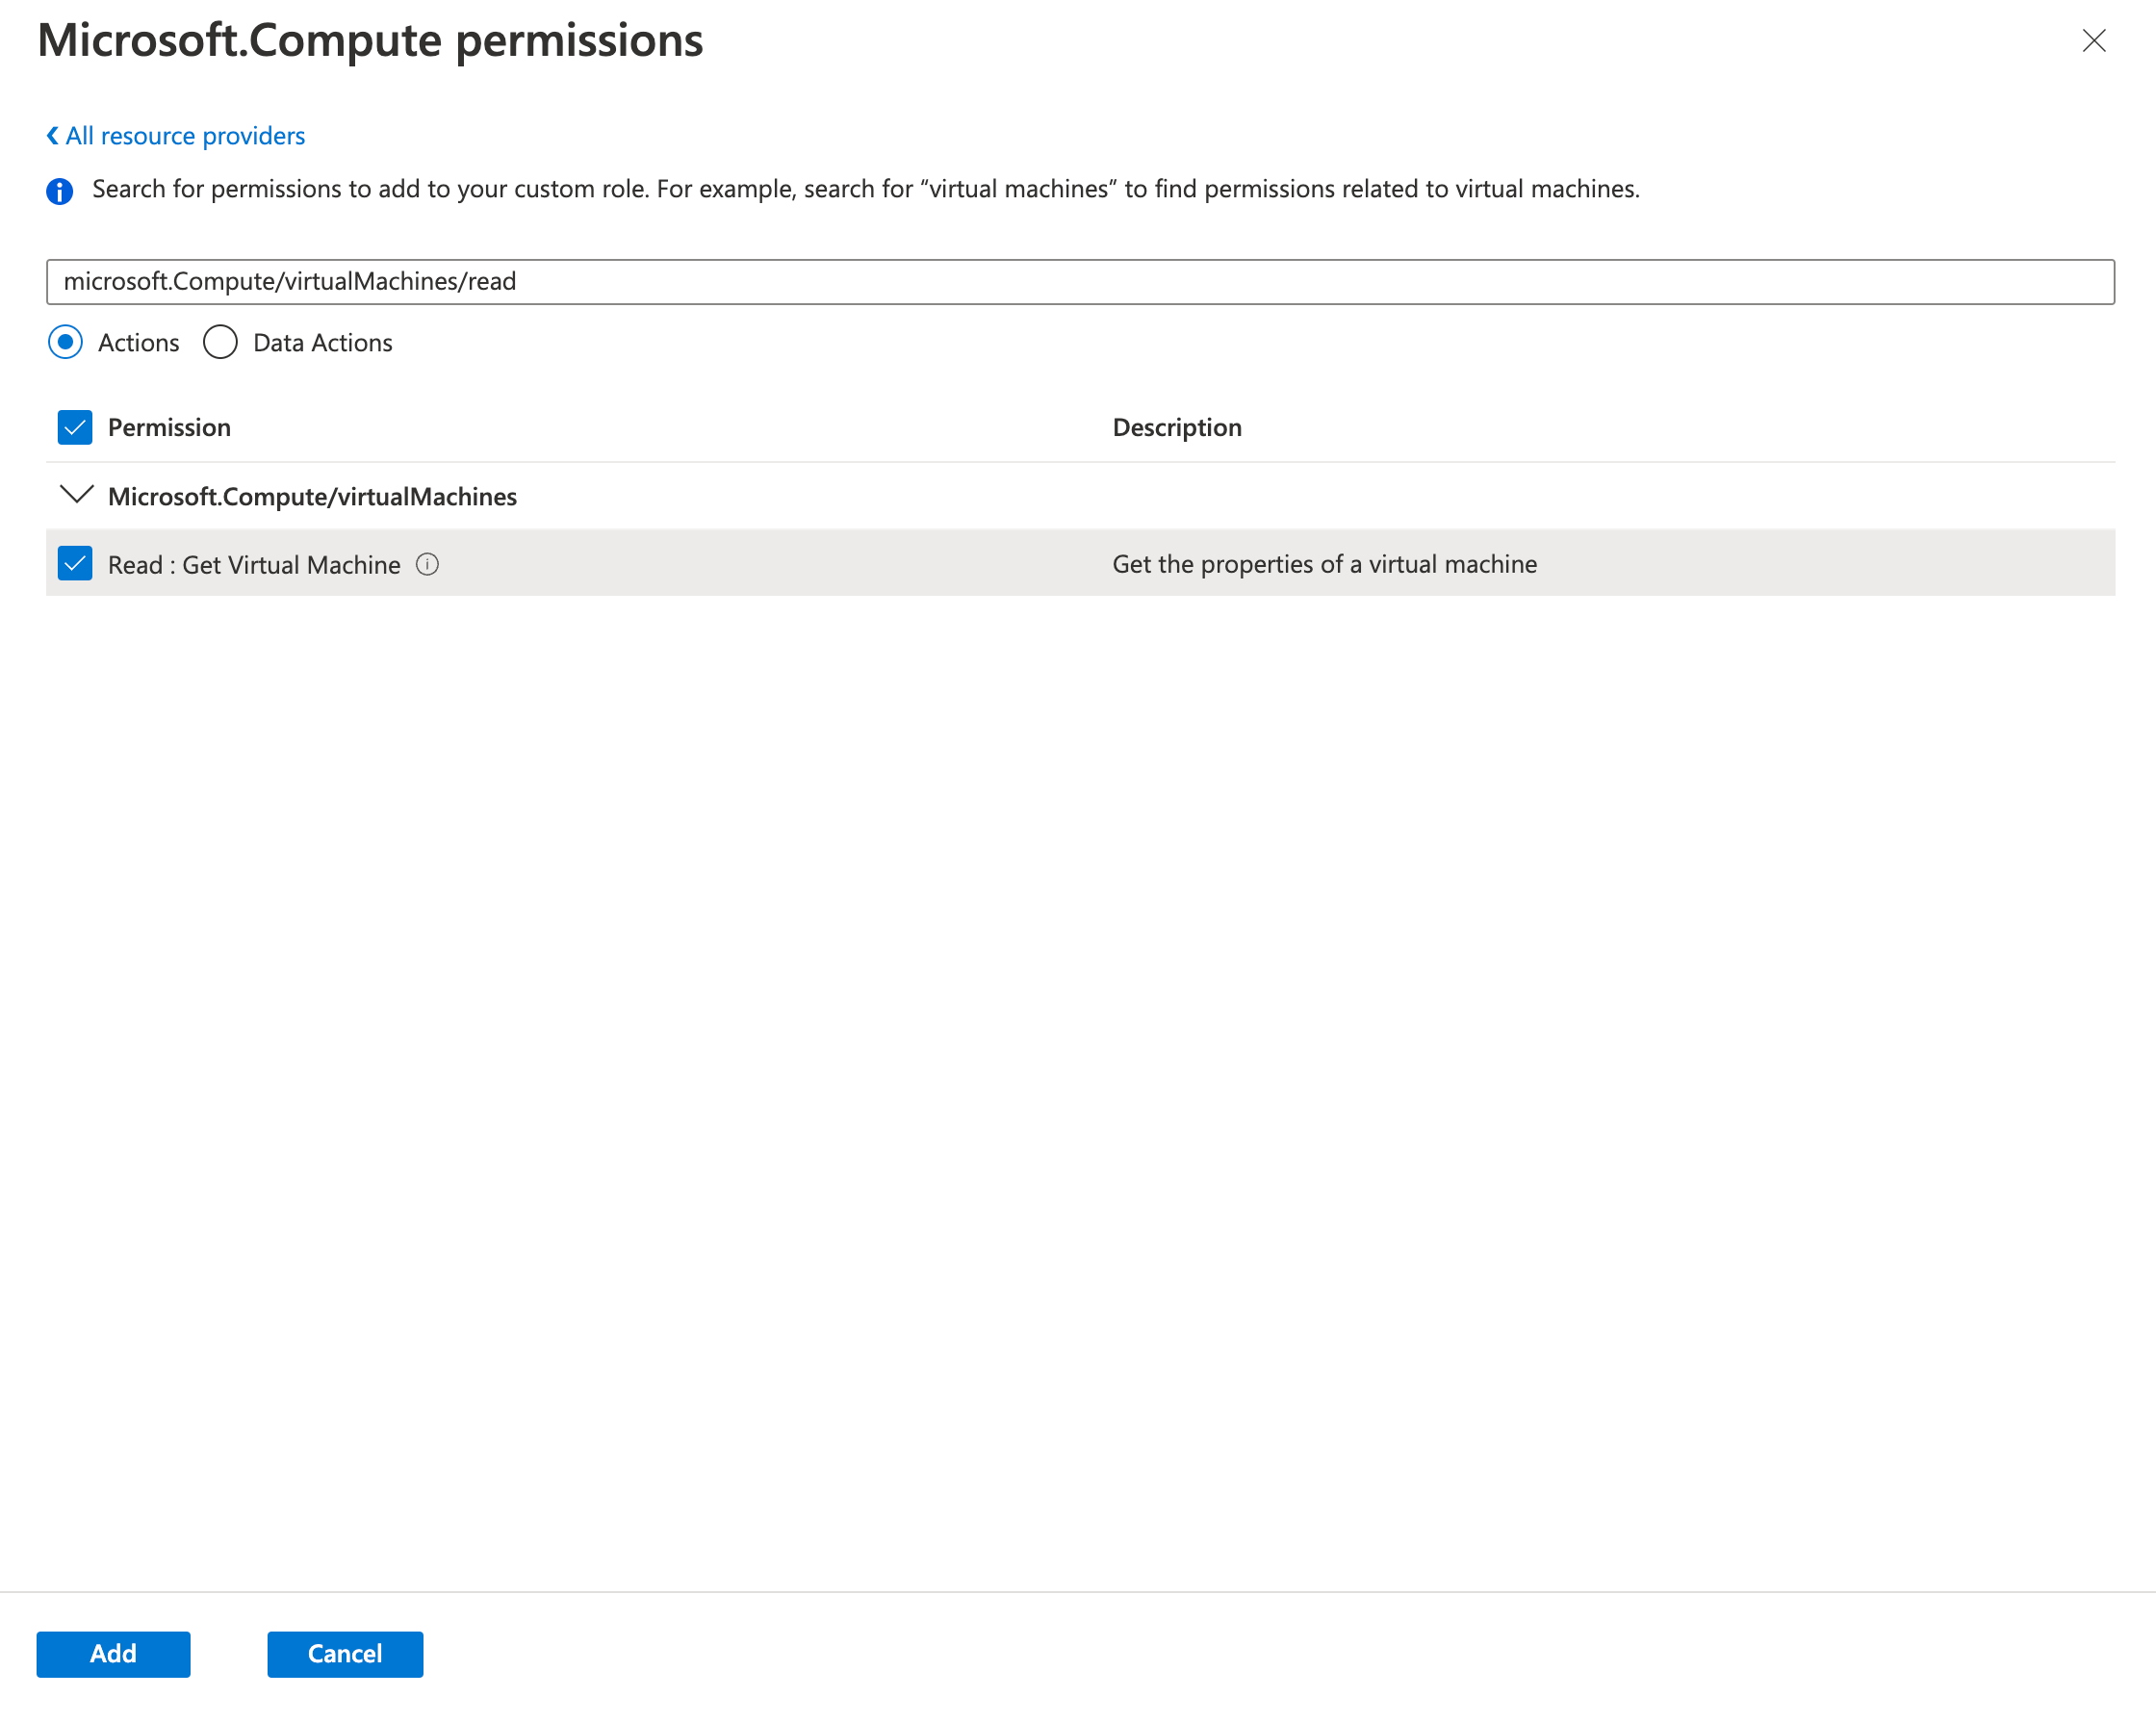 Microsoft.Compute permissions
All resource providers
Search for permissions to add to your custom role. For example, search for “virtual machines” to find permissions related to virtual machines.
microsoft.Compute/virtualMachines/read
Actions Data Actions
Permission Description
Microsoft.Compute/virtualMachines
Read : Get Virtual Machine Get the properties of a virtual machine
Add Cancel